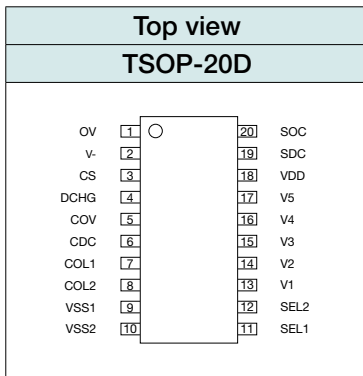 Top view
TSOP-20D
OV 1 20 SOC
V- 2 19 SDC
CS 3 18 VDD
DCHG 4 17 V5
COV 5 16 V4
CDC 6 15 V3
COL1 7 14 V2
COL2 8 13 V1
VSS1 9 12 SEL2
VSS2 10 11 SEL1